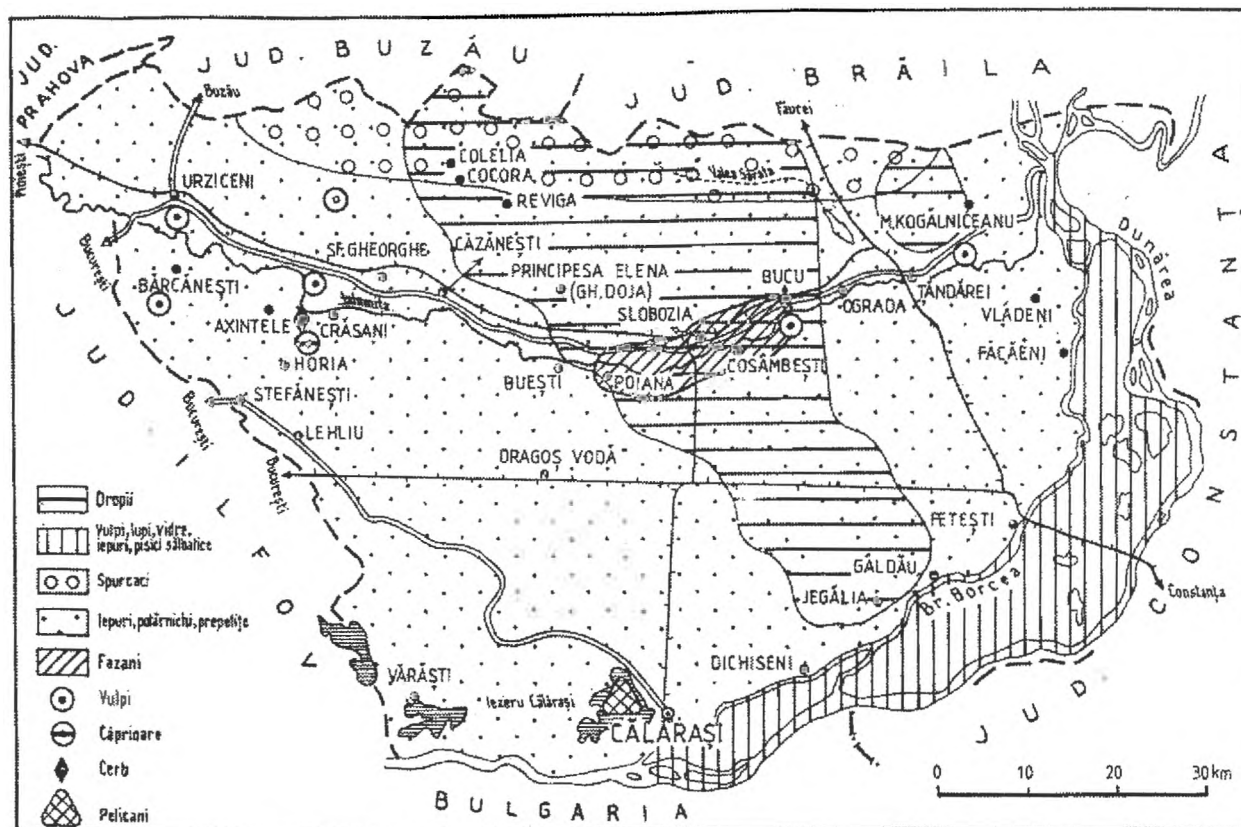 JUD. PRAHOVA
JUD. BUZĂU
JUD. BRĂILA
Buzău
Făurei
Ploiești
URZICENI
COLELIA
COCORA
REVIGA
Valea Sărată
M.KOGĂLNICEANU
Dunărea
București
SF.GHEORGHE
CĂZĂNEȘTI
PRINCIPESA ELENA
(GH.DOJA)
BUCU
BĂRCĂNEȘTI
Ialomița
ȚĂNDĂREI
OGRADA
VLĂDENI
AXINTELE
CRĂSANI
SLOBOZIA
FĂCĂENI
HORIA
BUEȘTI
POIANA
COSÂMBEȘTI
STEFĂNEȘTI
București
LEHLIU
DRAGOȘ VODĂ
București
FETEȘTI
GĂLDĂU
JEGĂLIA
Br. Borcea
Constanța
DICHISENI
VĂRĂȘTI
Iezeru Călărași
CĂLĂRAȘI
JUD. ILFOV
JUD. CONSTANȚA
BULGARIA
Dropii
Vulpi, lupi, vidre,
iepuri, pisici sălbatice
Spurcaci
Iepuri, potârnichi, prepelițe
Fazani
Vulpi
Căprioare
Cerb
Pelicani
0 10 20 30 km